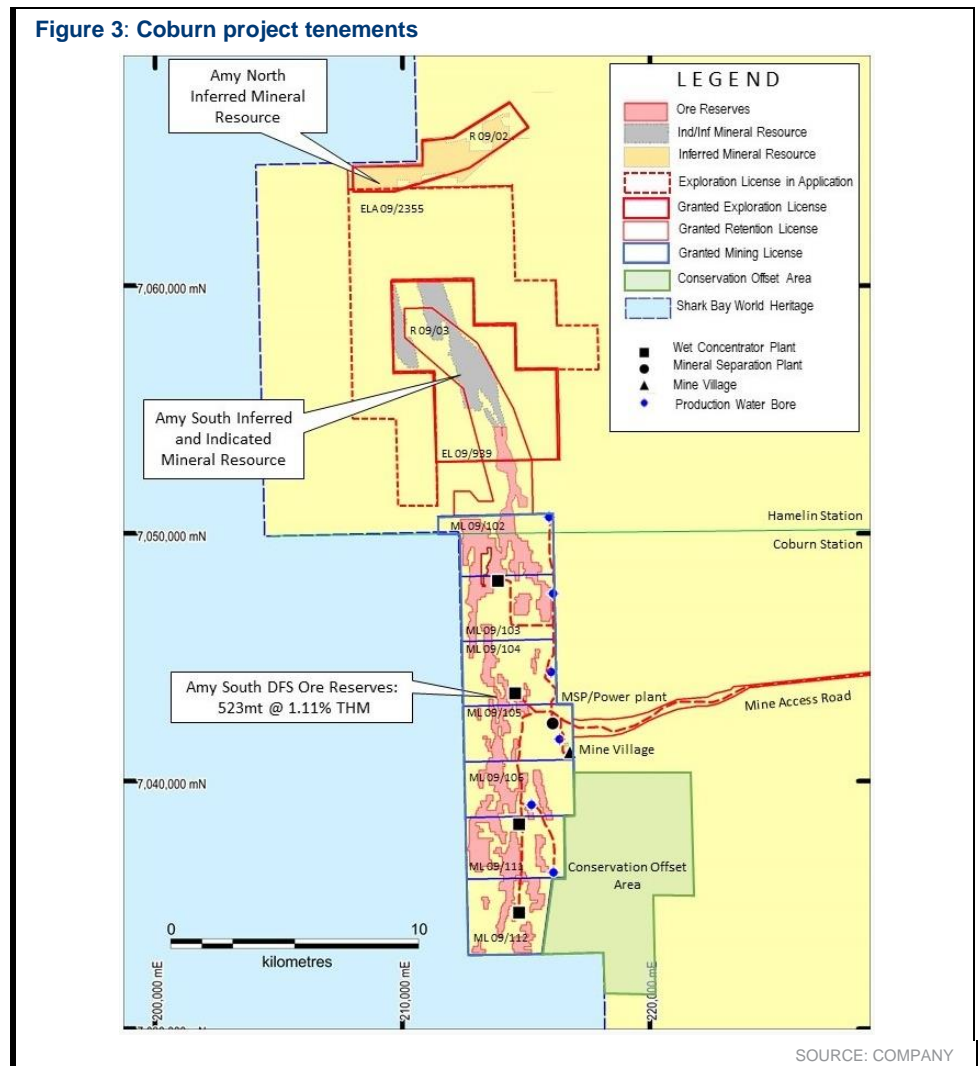 Figure 3: Coburn project tenements
Amy North
Inferred Mineral
Resource
LEGEND
Ore Reserves
Ind/Inf Mineral Resource
Inferred Mineral Resource
Exploration License in Application
Granted Exploration License
Granted Retention License
Granted Mining License
Conservation Offset Area
Shark Bay World Heritage
Wet Concentrator Plant
Mineral Separation Plant
Mine Village
Production Water Bore
R 09/02
ELA 09/2355
7,060,000 mN
R 09/03
Amy South Inferred
and Indicated
Mineral Resource
EL 09/939
ML 09/102
Hamelin Station
7,050,000 mN
Coburn Station
ML 09/103
ML 09/104
Amy South DFS Ore Reserves:
523mt @ 1.11% THM
MSP/Power plant
Mine Access Road
ML 09/105
Mine Village
ML 09/106
7,040,000 mN
Conservation Offset
Area
ML 09/111
ML 09/112
0 10
kilometres
200,000 mE
210,000 mE
220,000 mE
SOURCE: COMPANY